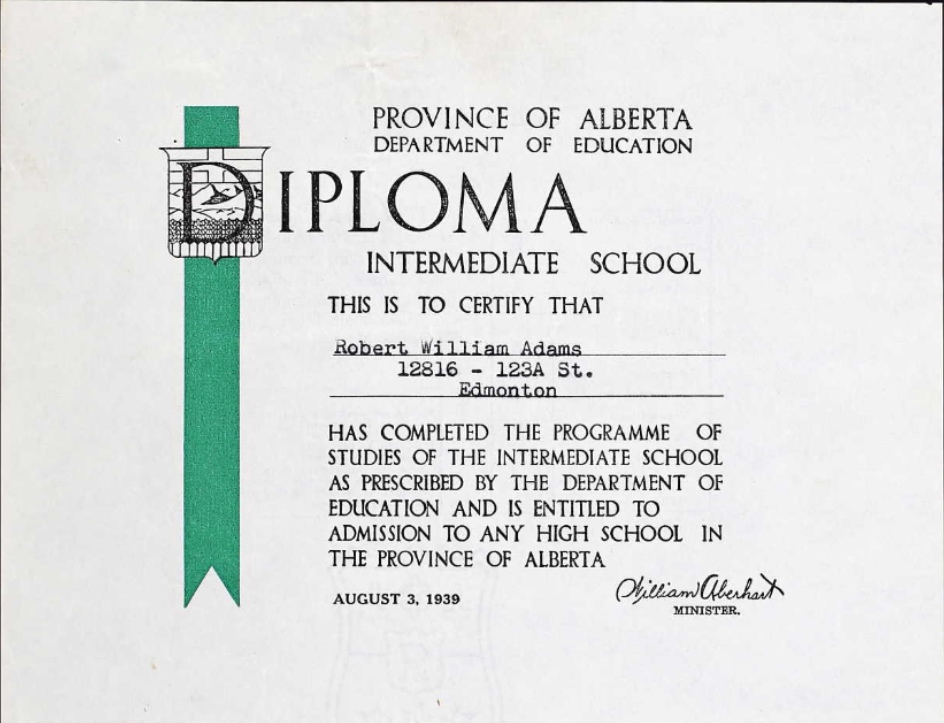 PROVINCE OF ALBERTA
DEPARTMENT OF EDUCATION
DIPLOMA
INTERMEDIATE SCHOOL
THIS IS TO CERTIFY THAT
Robert William Adams
12816 - 123A St.
Edmonton
HAS COMPLETED THE PROGRAMME OF
STUDIES OF THE INTERMEDIATE SCHOOL
AS PRESCRIBED BY THE DEPARTMENT OF
EDUCATION AND IS ENTITLED TO
ADMISSION TO ANY HIGH SCHOOL IN
THE PROVINCE OF ALBERTA
William Aberhart
AUGUST 3, 1939
MINISTER.